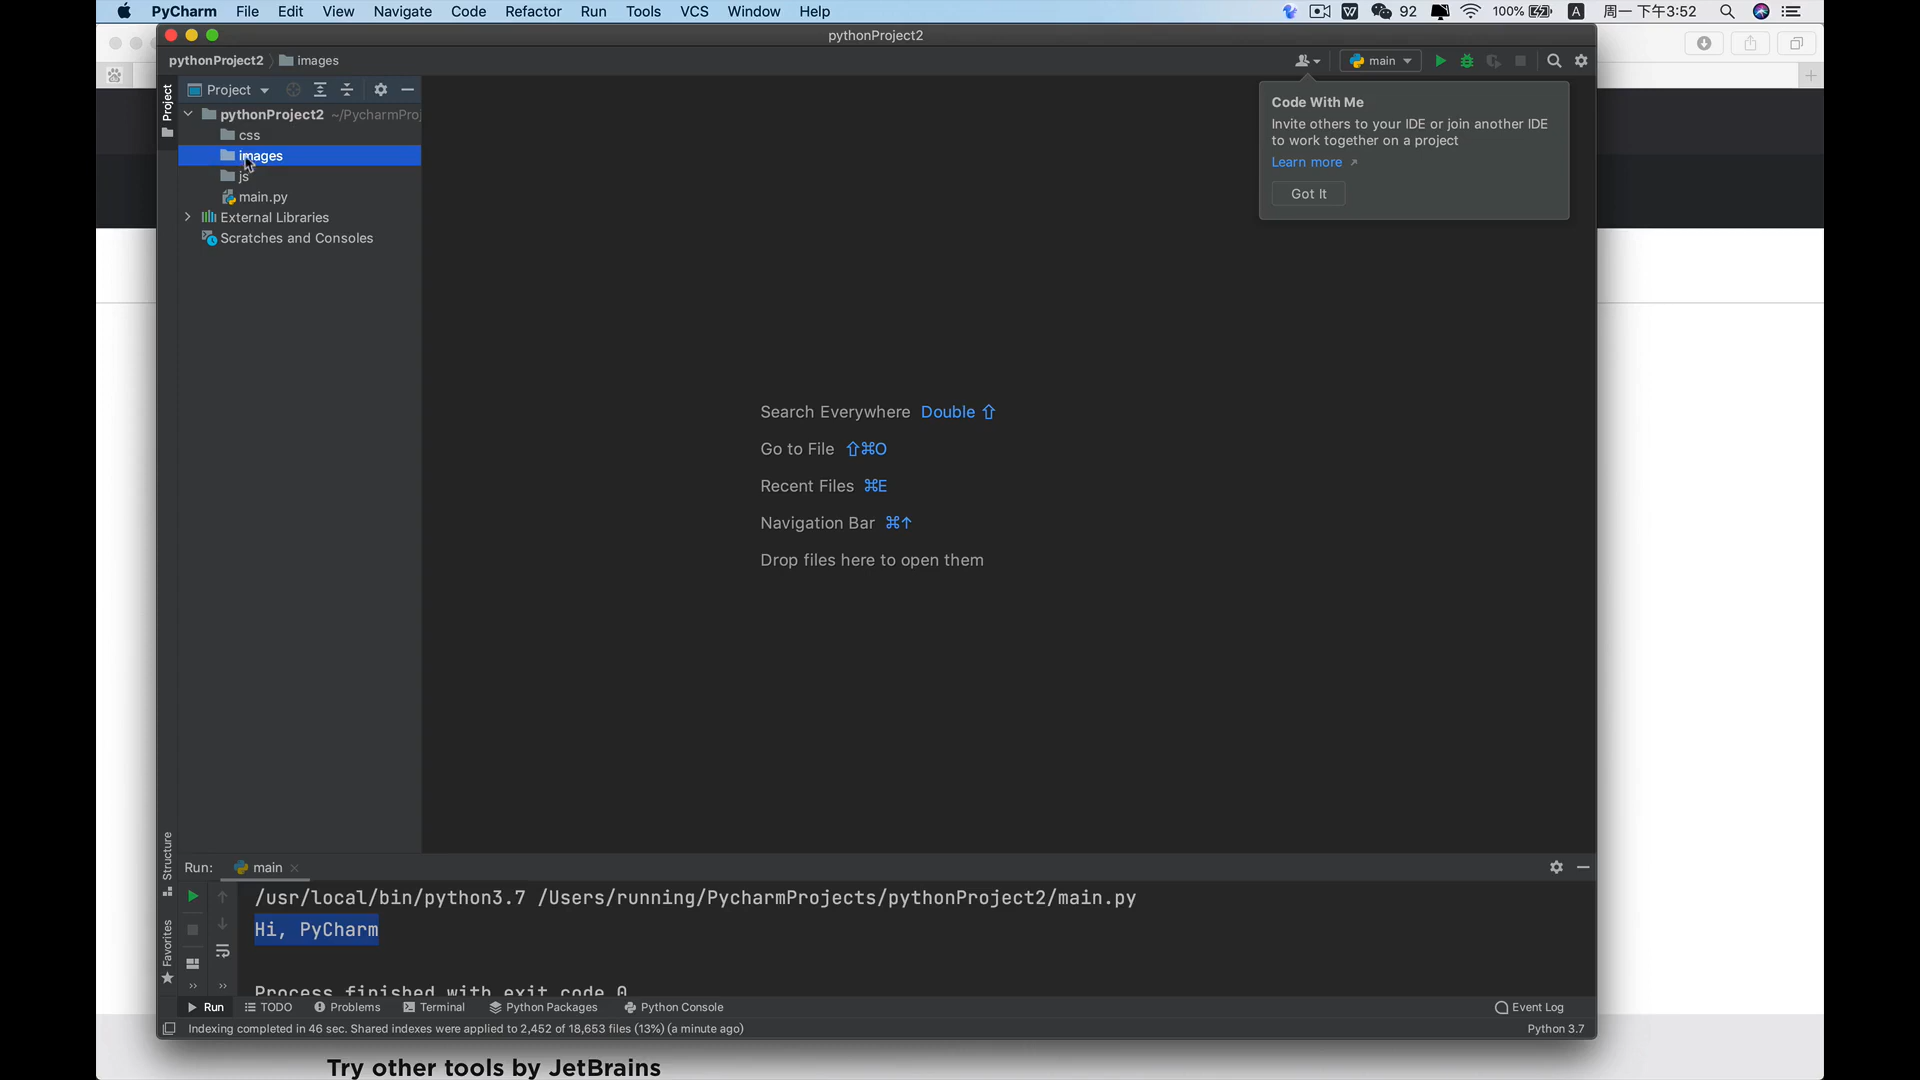 PyCharm File Edit View Navigate Code Refactor Run Tools VCS Window Help 92 100% A 周一 下午3:52
pythonProject2
pythonProject2 images main
Project
Project
Code With Me
Invite others to your IDE or join another IDE
to work together on a project
Learn more
Got It
pythonProject2 ~/PycharmProj
css
images
js
main.py
External Libraries
Scratches and Consoles
Search Everywhere Double ⇧
Go to File ⇧⌘O
Recent Files ⌘E
Navigation Bar ⌘↑
Drop files here to open them
Structure
Favorites
Run: main
/usr/local/bin/python3.7 /Users/running/PycharmProjects/pythonProject2/main.py
Hi, PyCharm
Process finished with exit code 0
Run TODO Problems Terminal Python Packages Python Console Event Log
Indexing completed in 46 sec. Shared indexes were applied to 2,452 of 18,653 files (13%) (a minute ago) Python 3.7
Try other tools by JetBrains